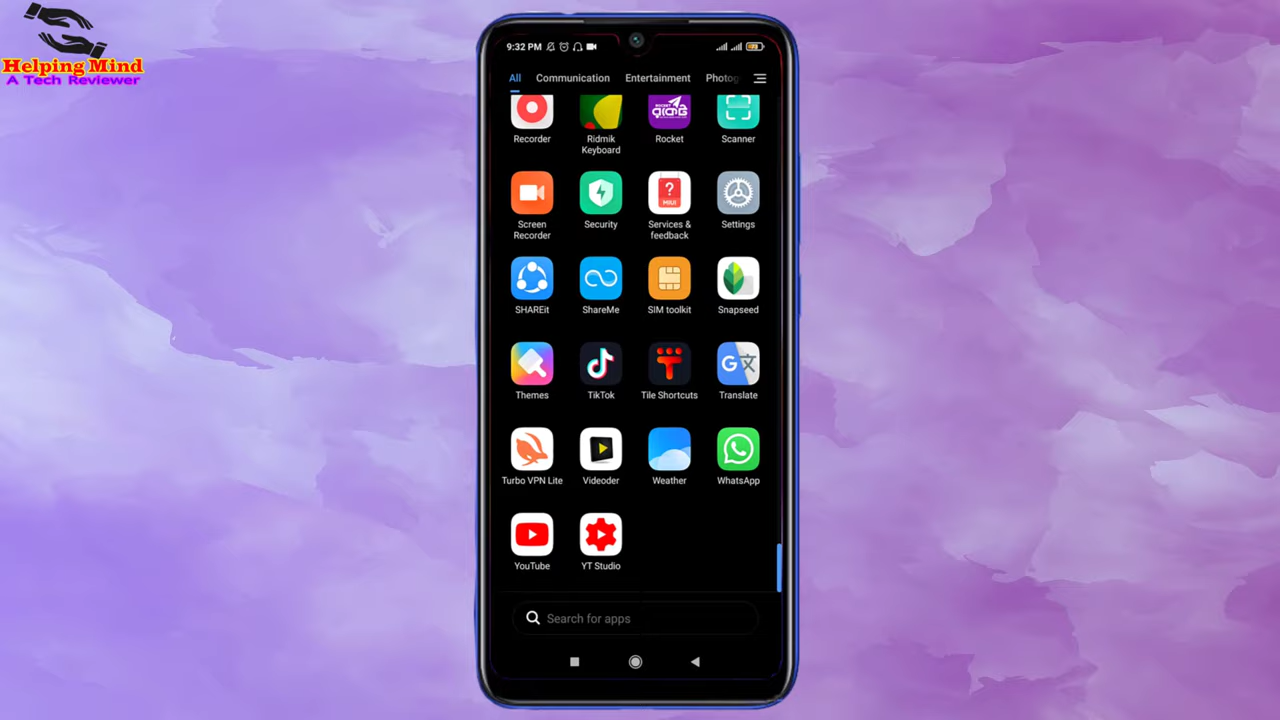 Helping Mind
A Tech Reviewer
9:32 PM
All Communication Entertainment Photog
Recorder Ridmik Keyboard Rocket Scanner
Screen Recorder Security Services & feedback Settings
SHAREit ShareMe SIM toolkit Snapseed
Themes TikTok Tile Shortcuts Translate
Turbo VPN Lite Videoder Weather WhatsApp
YouTube YT Studio
Search for apps